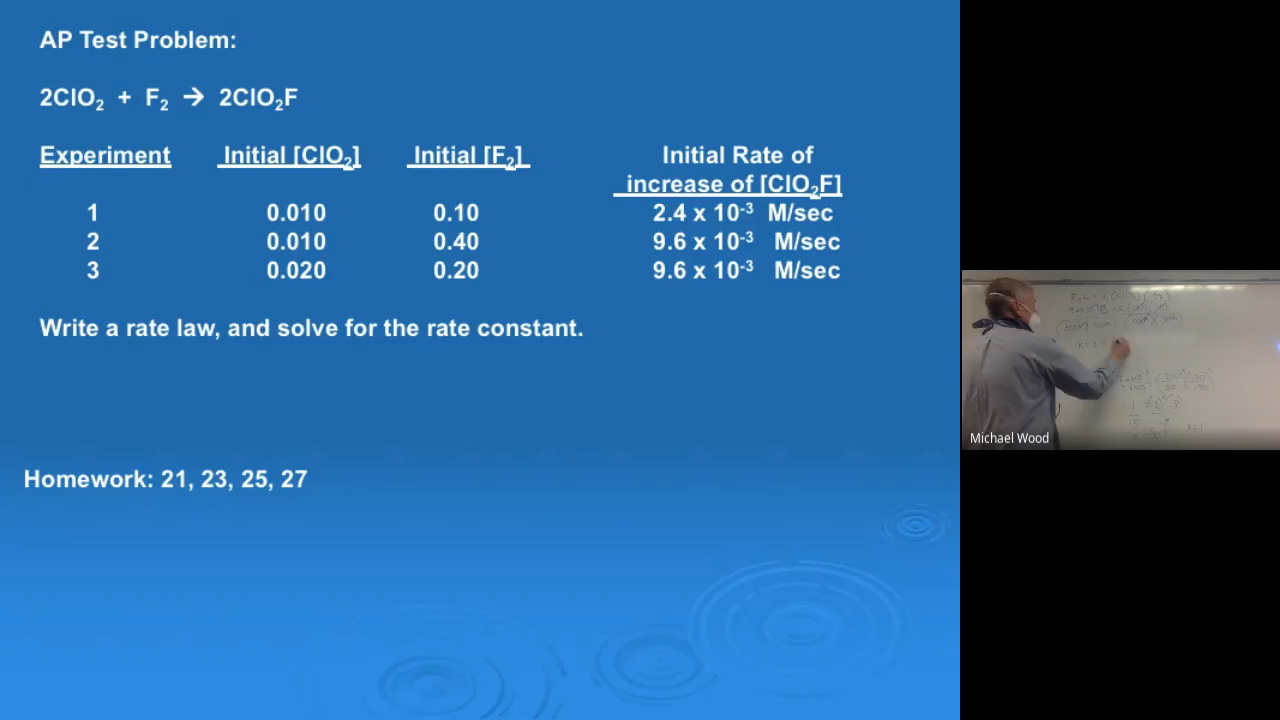 AP Test Problem:
2ClO₂ + F₂ → 2ClO₂F
Experiment Initial [ClO₂] Initial [F₂] Initial Rate of
increase of [ClO₂F]
1 0.010 0.10 2.4 x 10⁻³ M/sec
2 0.010 0.40 9.6 x 10⁻³ M/sec
3 0.020 0.20 9.6 x 10⁻³ M/sec
Write a rate law, and solve for the rate constant.
Homework: 21, 23, 25, 27
Michael Wood